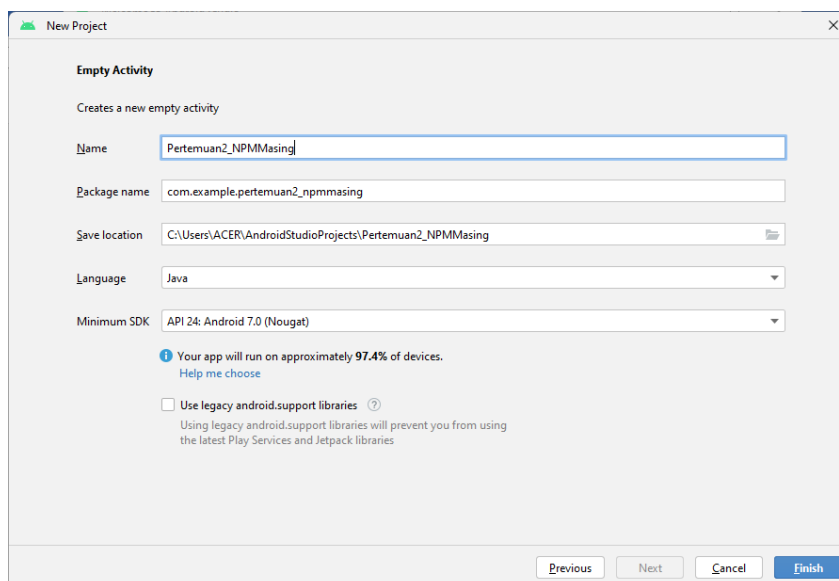 New Project
Empty Activity
Creates a new empty activity
Name Pertemuan2_NPMMasing
Package name com.example.pertemuan2_npmmasing
Save location C:\Users\ACER\AndroidStudioProjects\Pertemuan2_NPMMasing
Language Java
Minimum SDK API 24: Android 7.0 (Nougat)
Your app will run on approximately 97.4% of devices.
Help me choose
Use legacy android.support libraries ?
Using legacy android.support libraries will prevent you from using
the latest Play Services and Jetpack libraries
Previous Next Cancel Finish